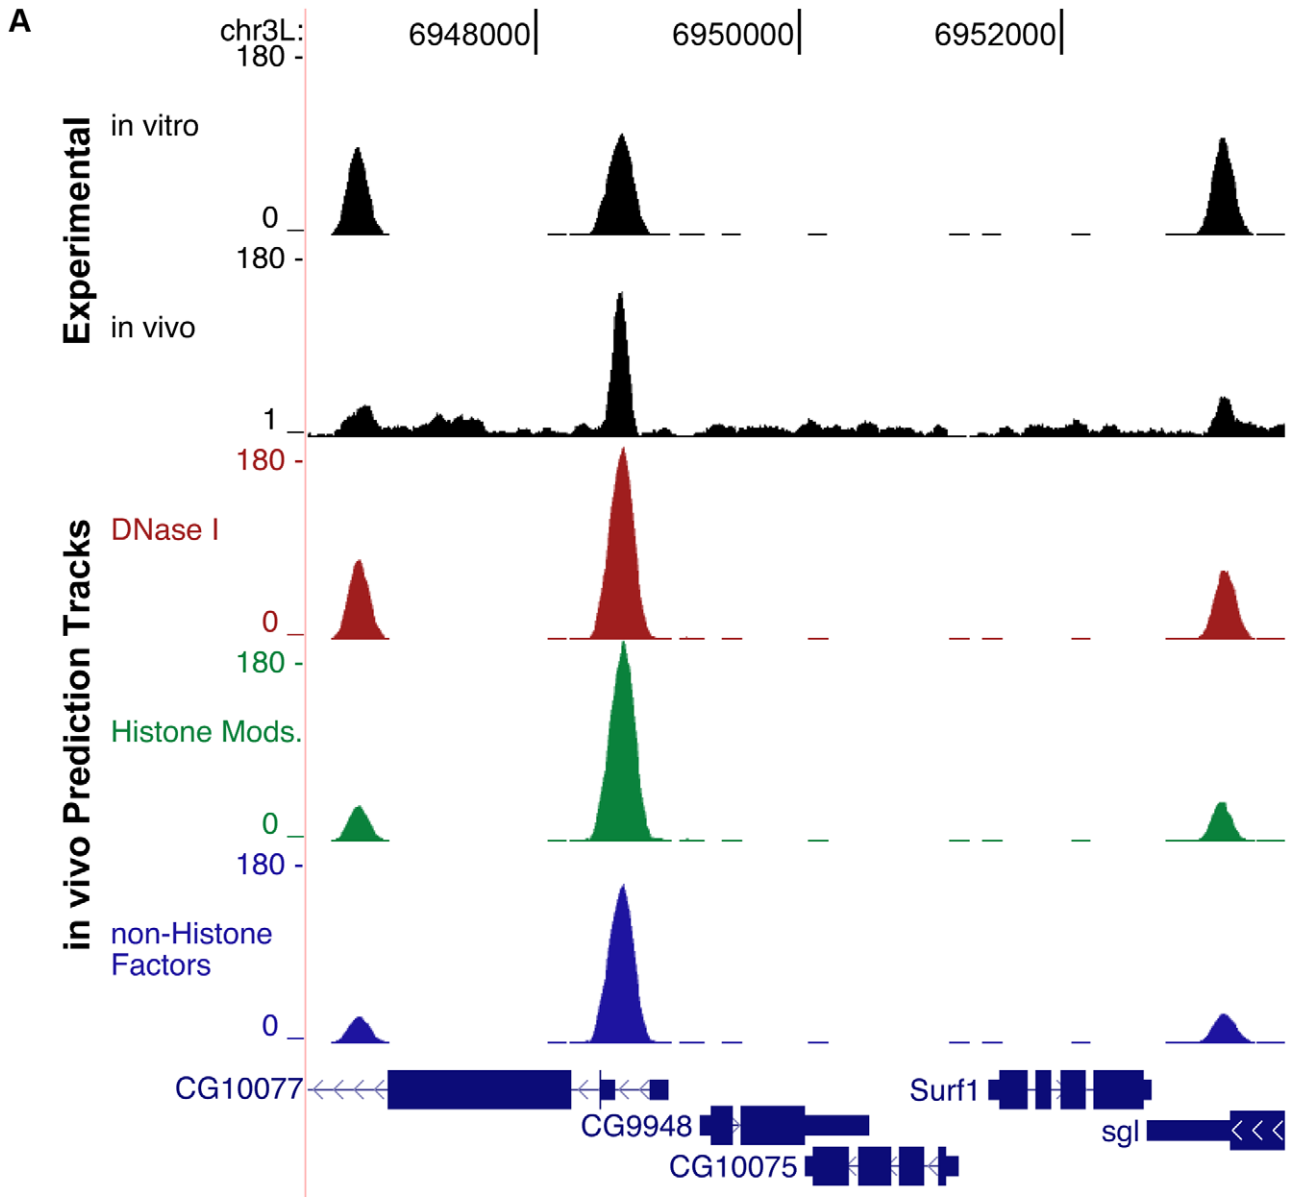 A
chr3L: 6948000 6950000 6952000
180 -
Experimental
in vitro
0 _
180 -
in vivo
1 _
in vivo Prediction Tracks
180 -
DNase I
0 _
180 -
Histone Mods.
0 _
180 -
non-Histone
Factors
0 _
CG10077
Surf1
CG9948
sgl
CG10075